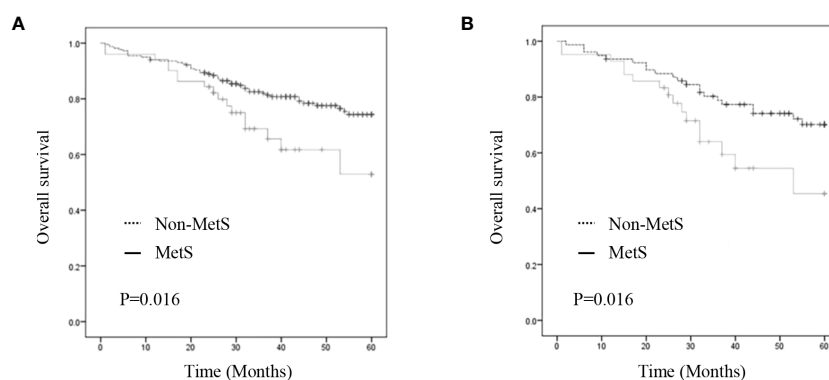 A
1.0
0.8
0.6
0.4
0.2
0.0
Overall survival
Non-MetS
MetS
P=0.016
0 10 20 30 40 50 60
Time (Months)
B
1.0
0.8
0.6
0.4
0.2
0.0
Overall survival
Non-MetS
MetS
P=0.016
0 10 20 30 40 50 60
Time (Months)